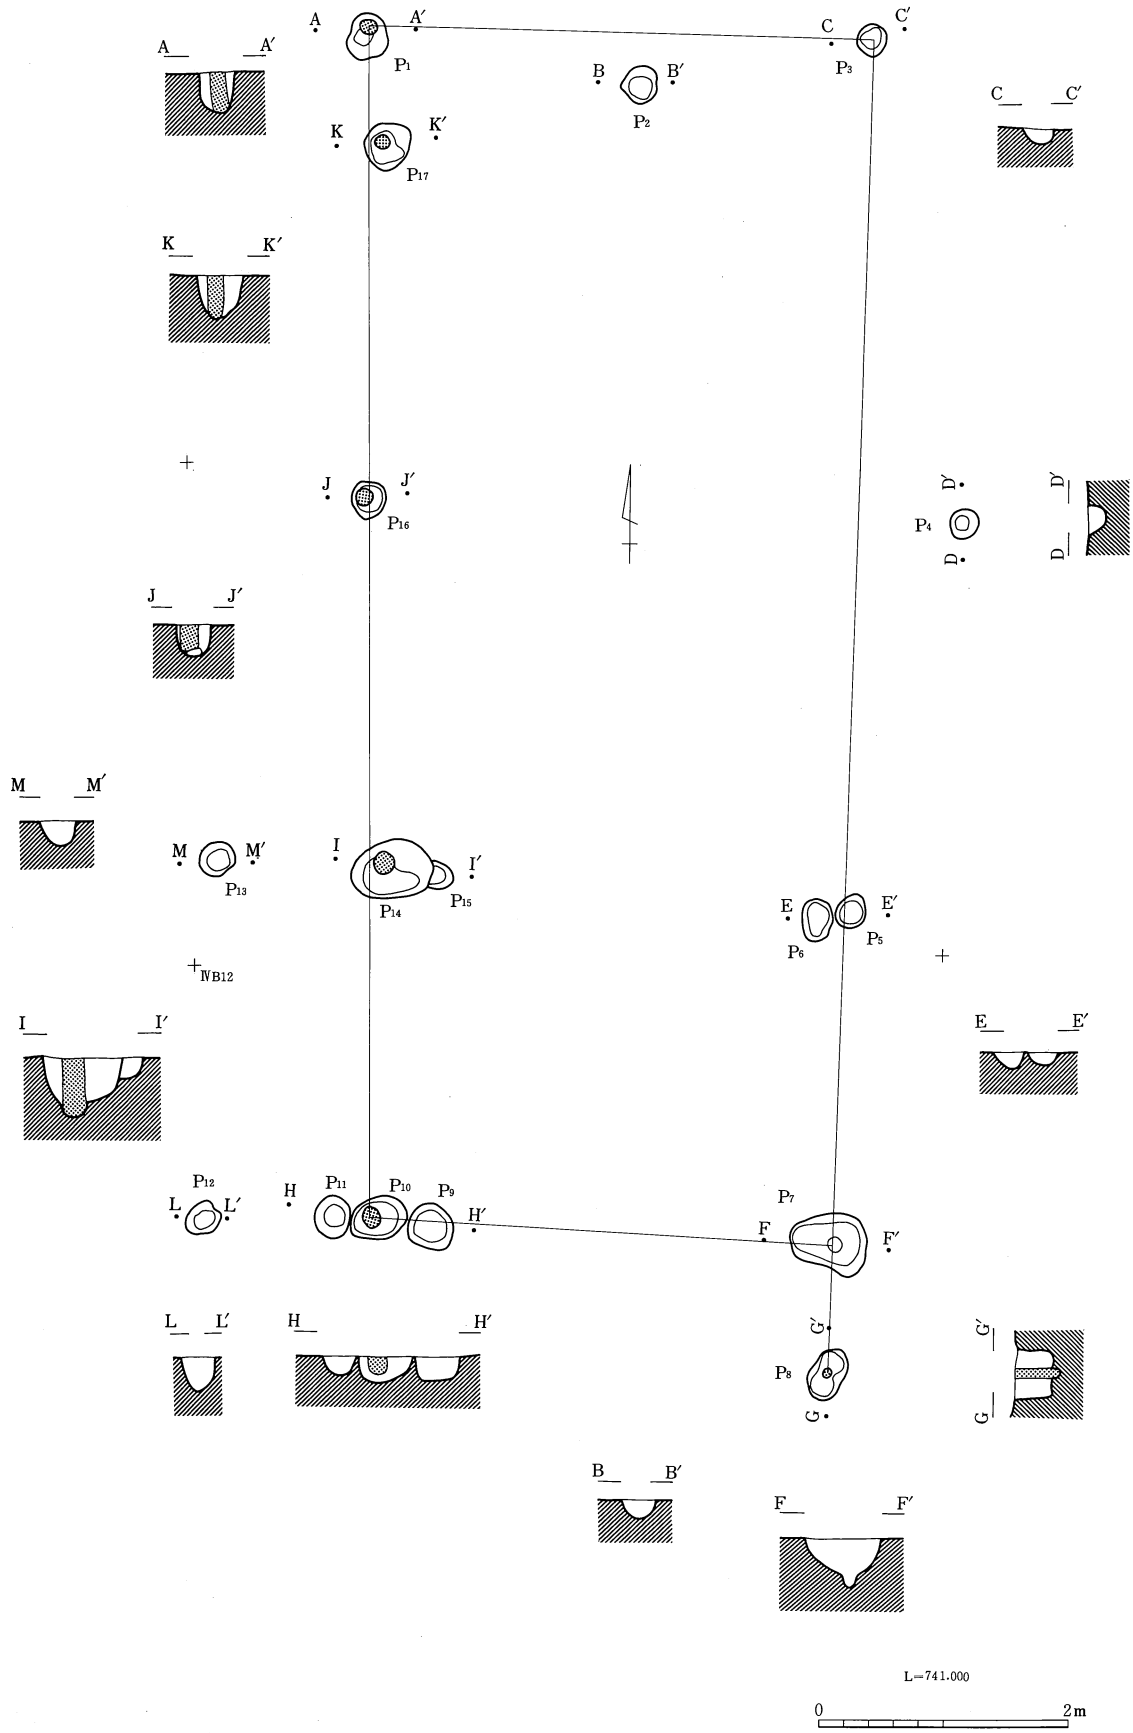 A A′ C C′
P1 P3
A A′ B B′
P2
C C′
K K′
P17
K K′
J J′
P16
D′ D′
P4
D D
J J′
M M′
M M′
P13
I I′
P14 P15
E E′
P6 P5
ⅣB12
I I′
E E′
P12 P11 P10 P9 P7
L L′ H H′
F F′
L L′ H H′
G′ G′
P8
G G
B B′
F F′
L=741.000
0 2m